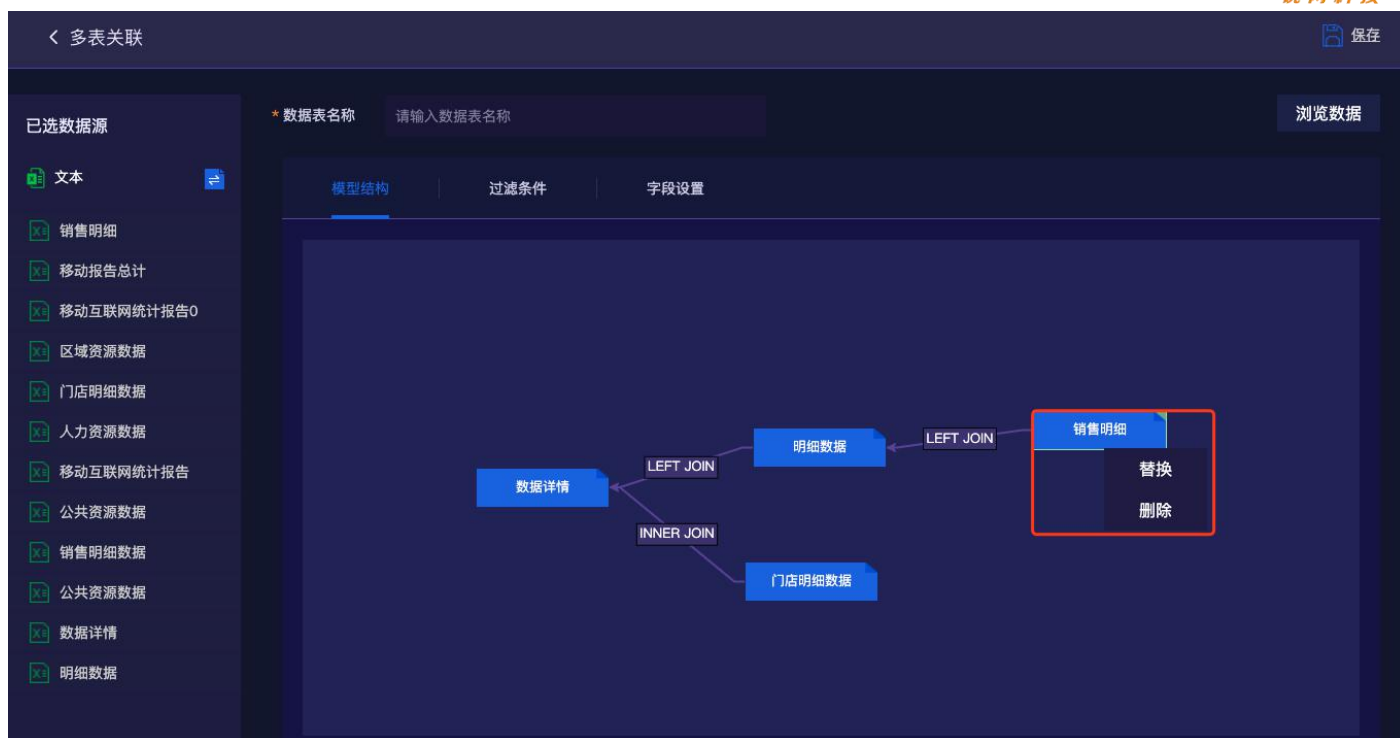 多表关联
保存
已选数据源
* 数据表名称
请输入数据表名称
浏览数据
文本
模型结构
过滤条件
字段设置
销售明细
移动报告总计
移动互联网统计报告0
区域资源数据
门店明细数据
人力资源数据
移动互联网统计报告
公共资源数据
销售明细数据
公共资源数据
数据详情
明细数据
数据详情
LEFT JOIN
INNER JOIN
明细数据
门店明细数据
LEFT JOIN
销售明细
替换
删除